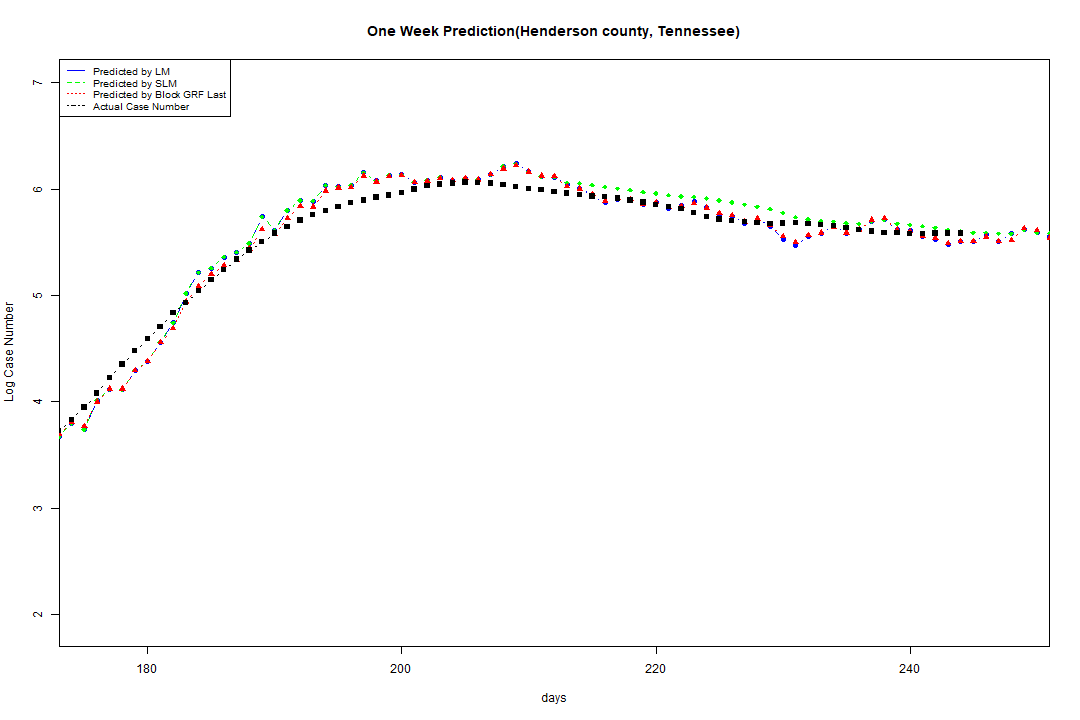 One Week Prediction(Henderson county, Tennessee)
Predicted by LM
Predicted by SLM
Predicted by Block GRF Last
Actual Case Number
7
6
5
4
3
2
Log Case Number
180 200 220 240
days